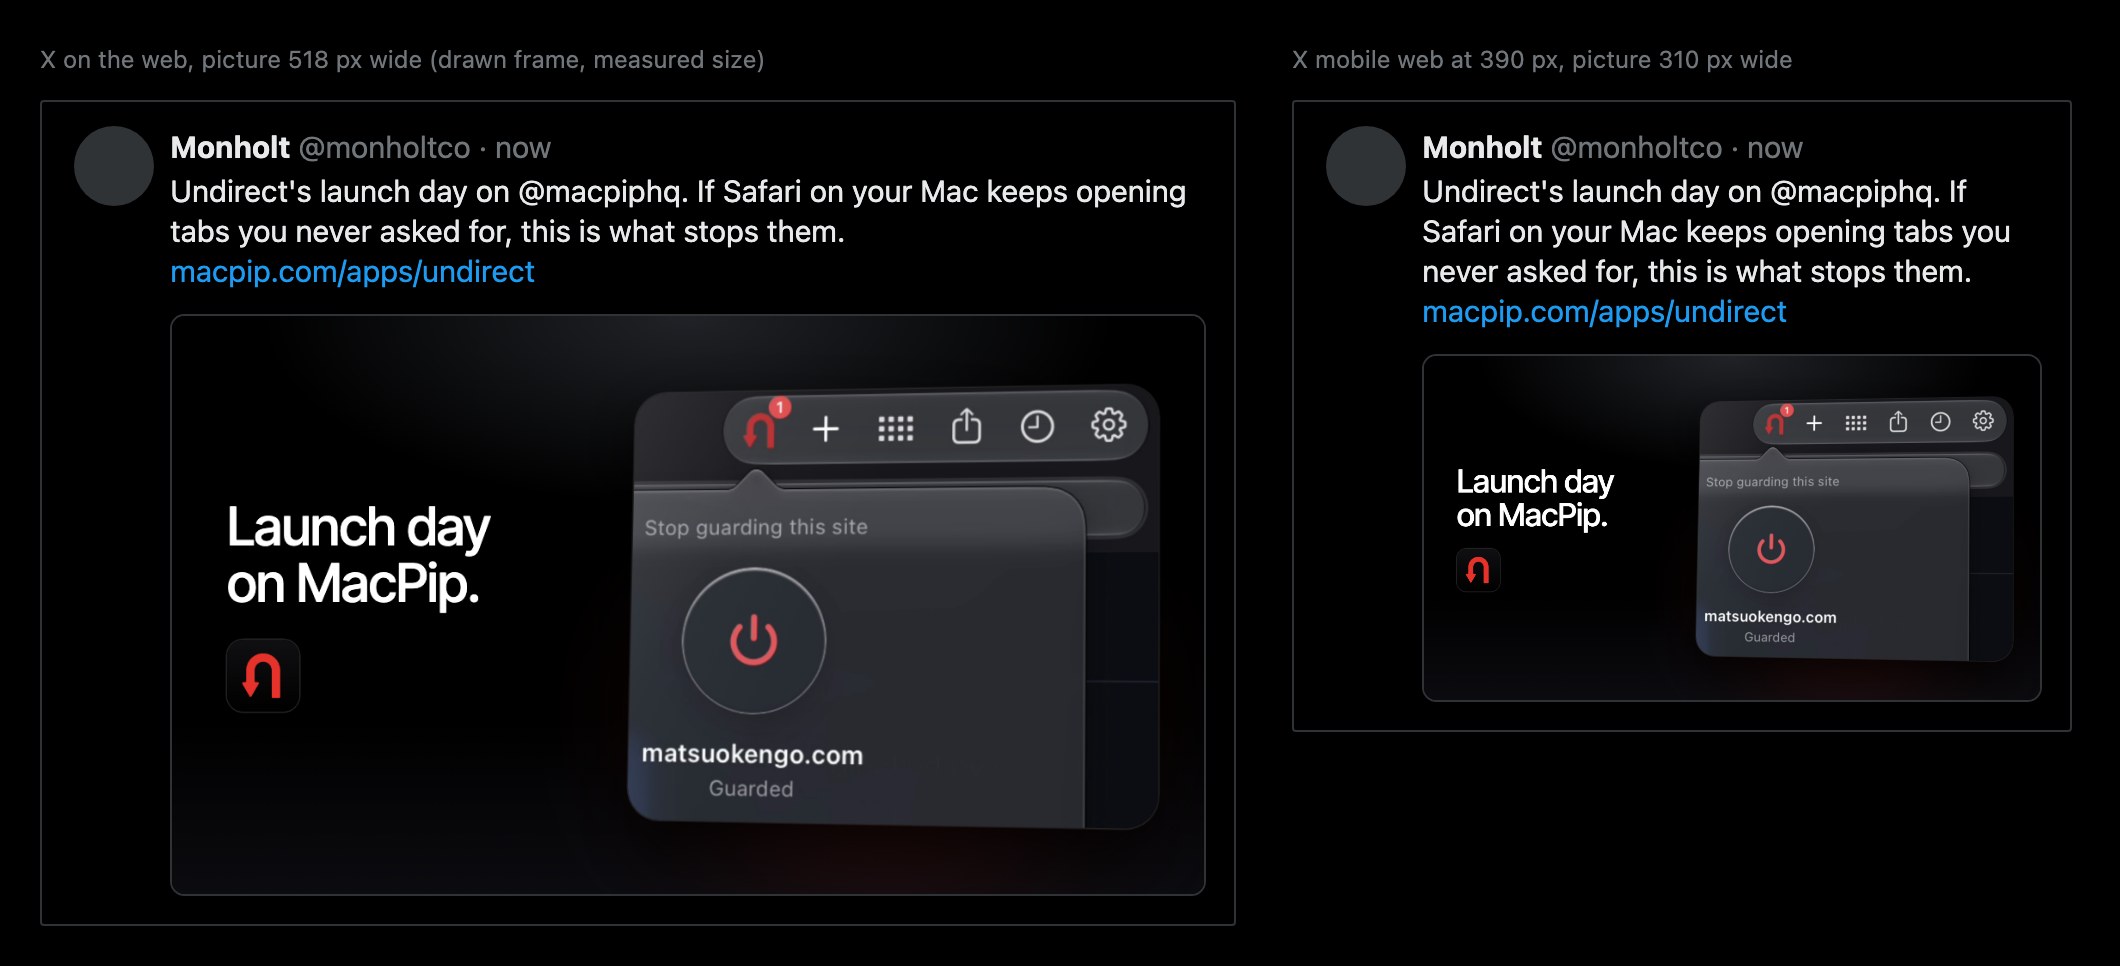 X on the web, picture 518 px wide (drawn frame, measured size)
Monholt @monholtco · now
Undirect's launch day on @macpiphq. If Safari on your Mac keeps opening
tabs you never asked for, this is what stops them.
macpip.com/apps/undirect
Launch day
on MacPip.
1
Stop guarding this site
matsuokengo.com
Guarded
X mobile web at 390 px, picture 310 px wide
Monholt @monholtco · now
Undirect's launch day on @macpiphq. If
Safari on your Mac keeps opening tabs you
never asked for, this is what stops them.
macpip.com/apps/undirect
Launch day
on MacPip.
1
Stop guarding this site
matsuokengo.com
Guarded